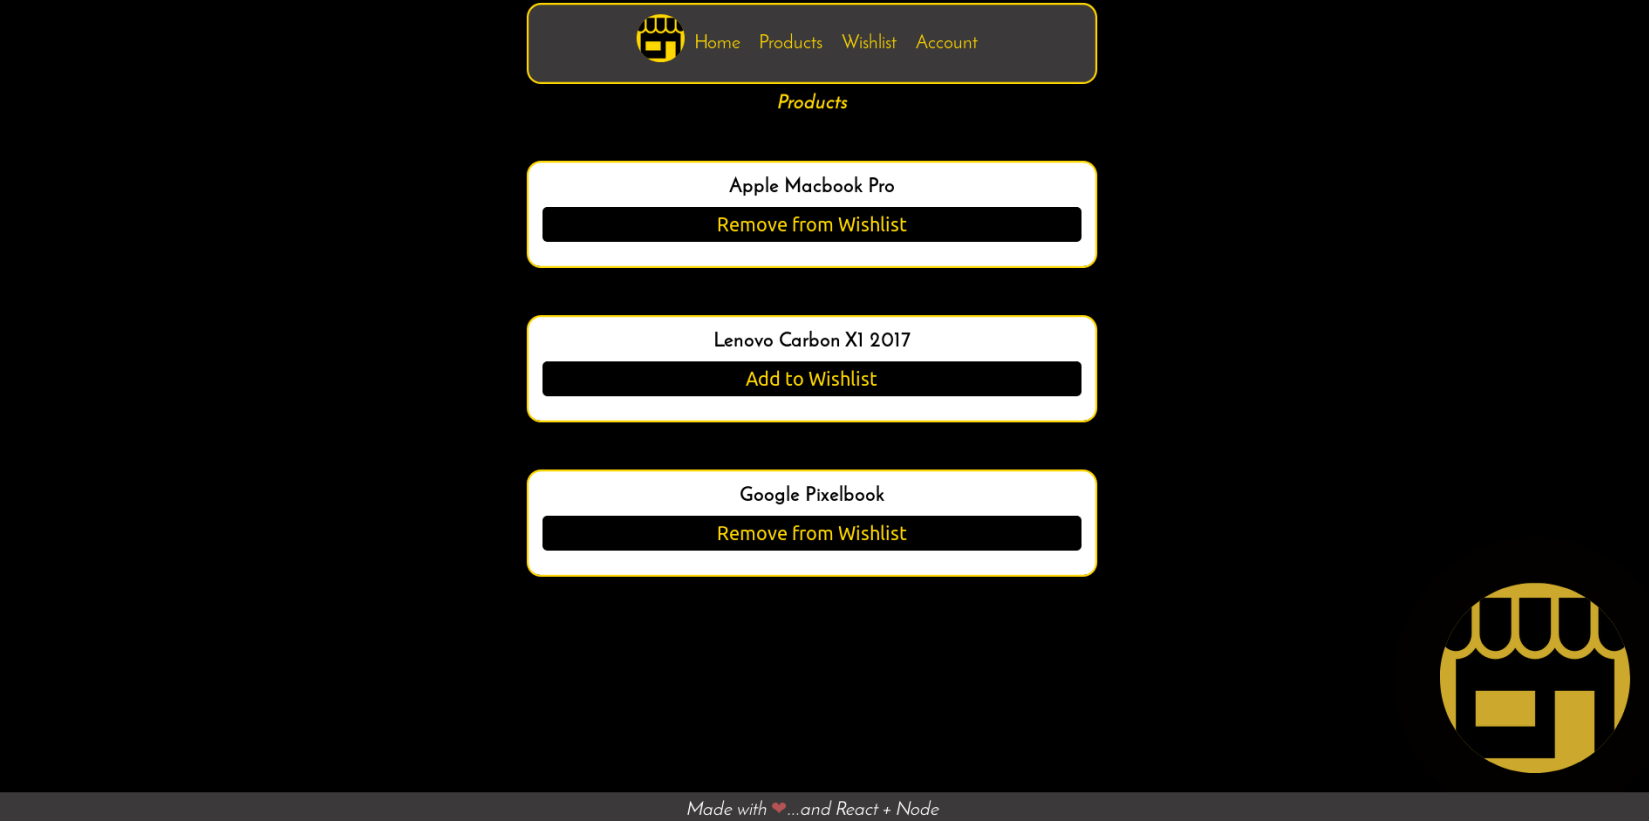 Home Products Wishlist Account
Products
Apple Macbook Pro
Remove from Wishlist
Lenovo Carbon X1 2017
Add to Wishlist
Google Pixelbook
Remove from Wishlist
Made with ❤...and React + Node